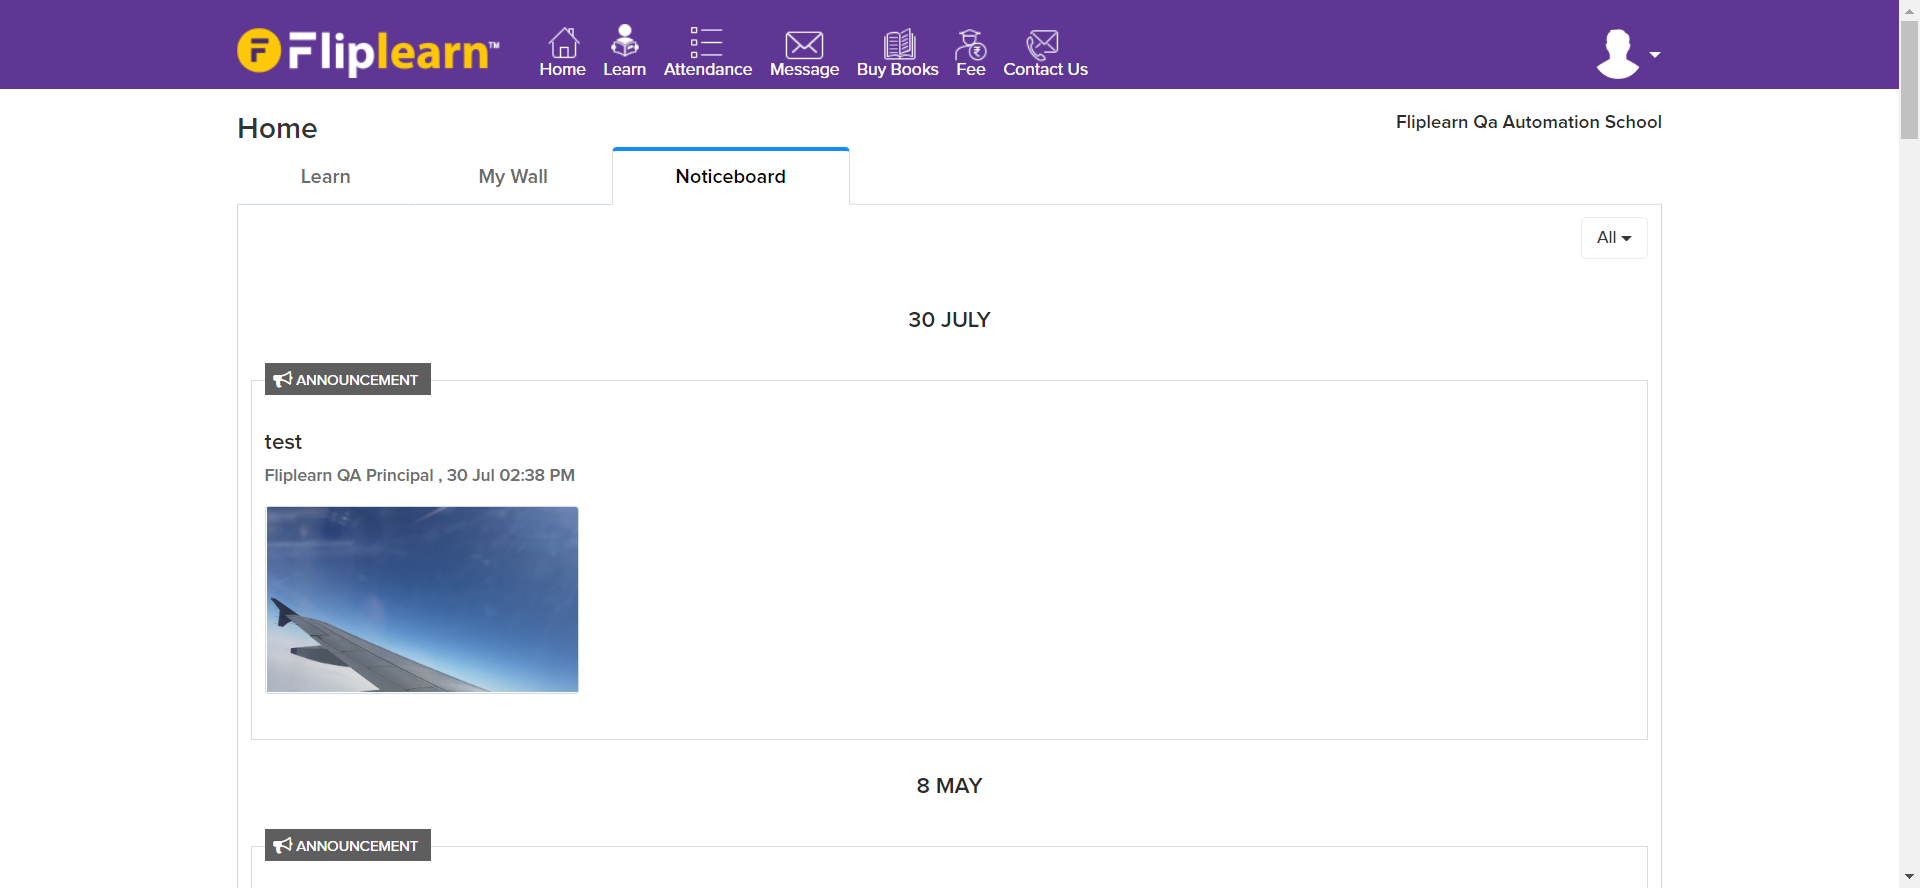 Fliplearn™
Home Learn Attendance Message Buy Books Fee Contact Us
Home
Fliplearn Qa Automation School
Learn My Wall Noticeboard
All
30 JULY
ANNOUNCEMENT
test
Fliplearn QA Principal , 30 Jul 02:38 PM
8 MAY
ANNOUNCEMENT